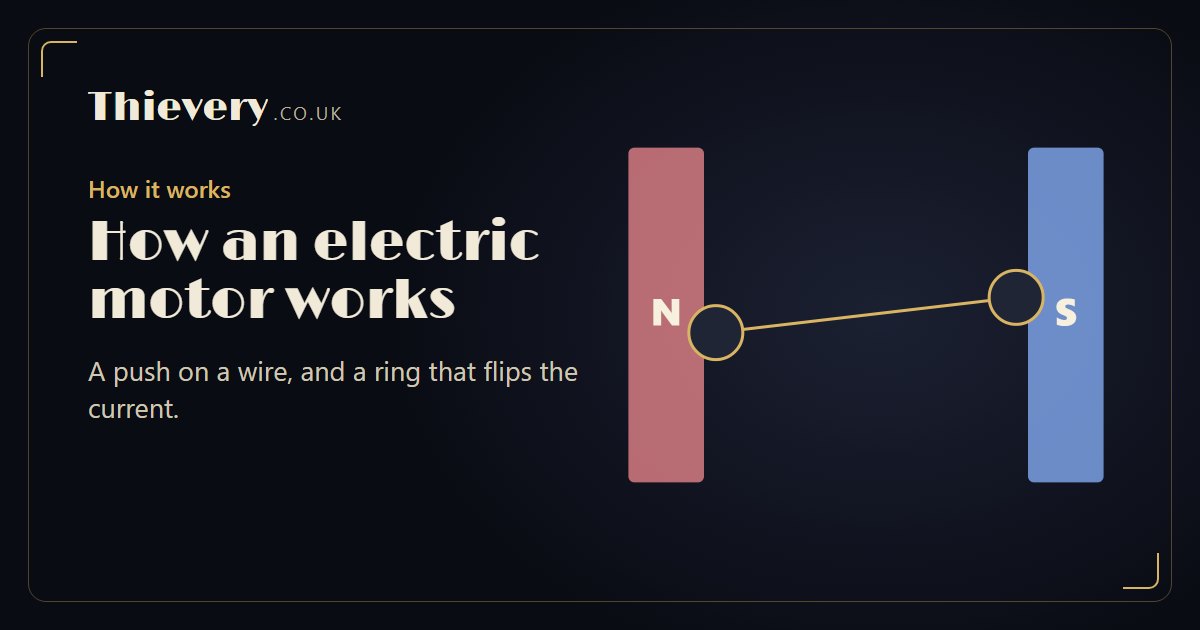 Thievery.CO.UK
How it works
How an electric
motor works
A push on a wire, and a ring that flips the
current.
N
S